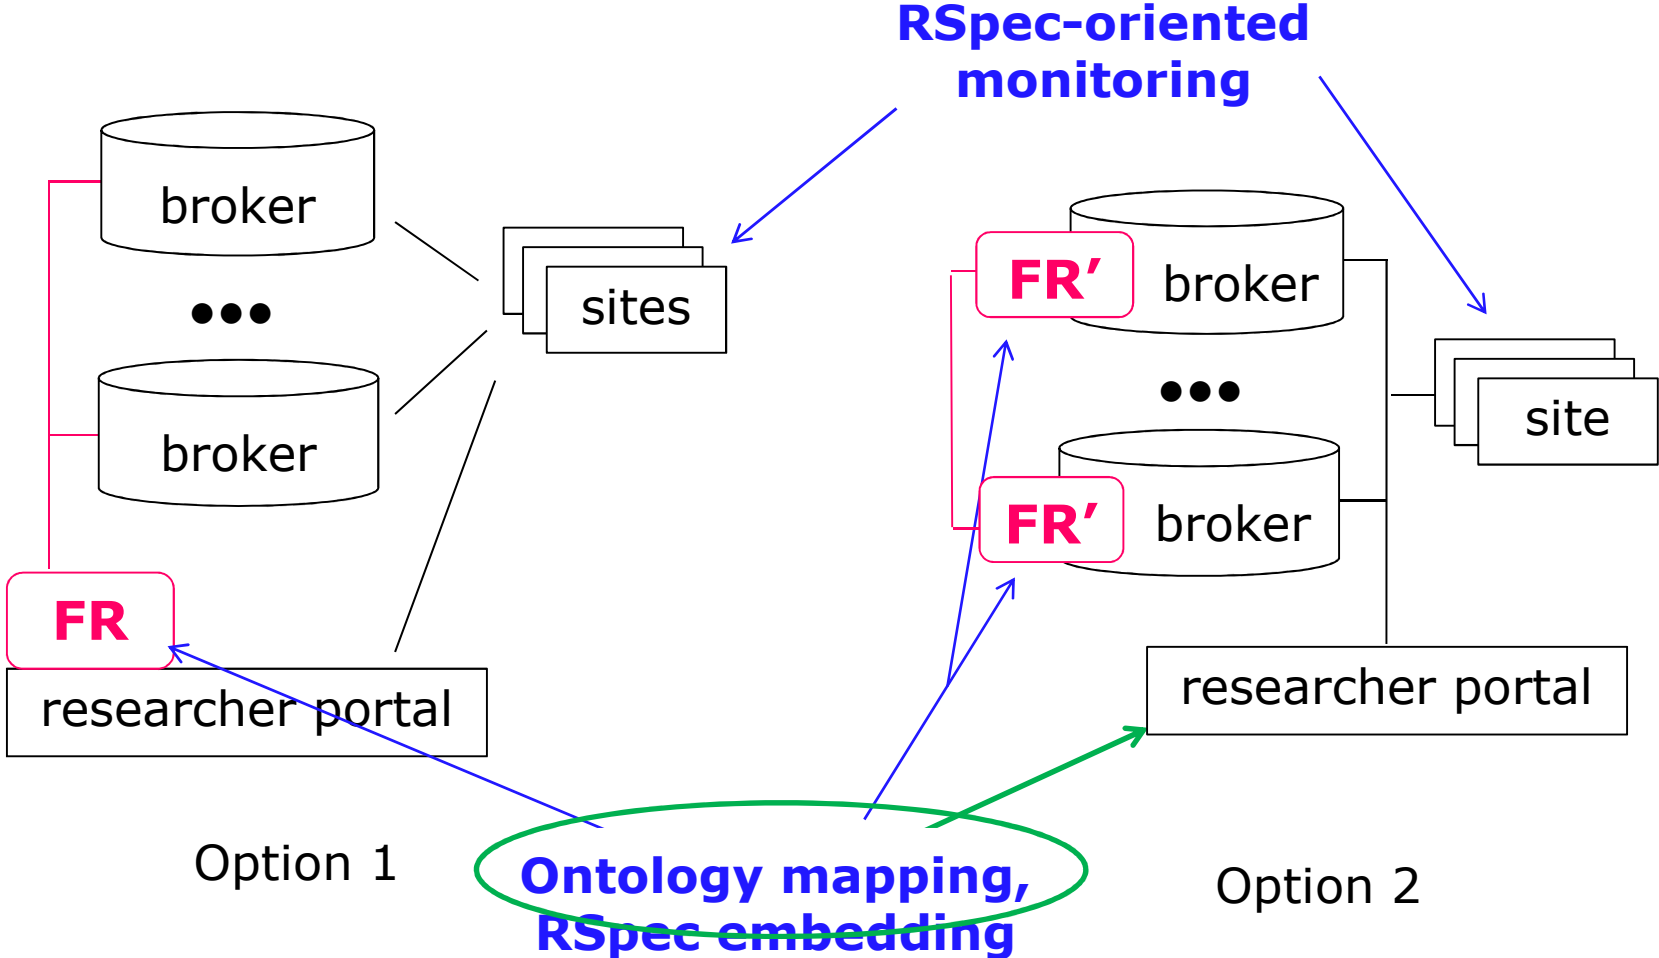 RSpec-oriented
monitoring
broker
•••
broker
sites
FR
researcher portal
Option 1
FR’
broker
•••
FR’
broker
site
researcher portal
Option 2
Ontology mapping,
RSpec embedding